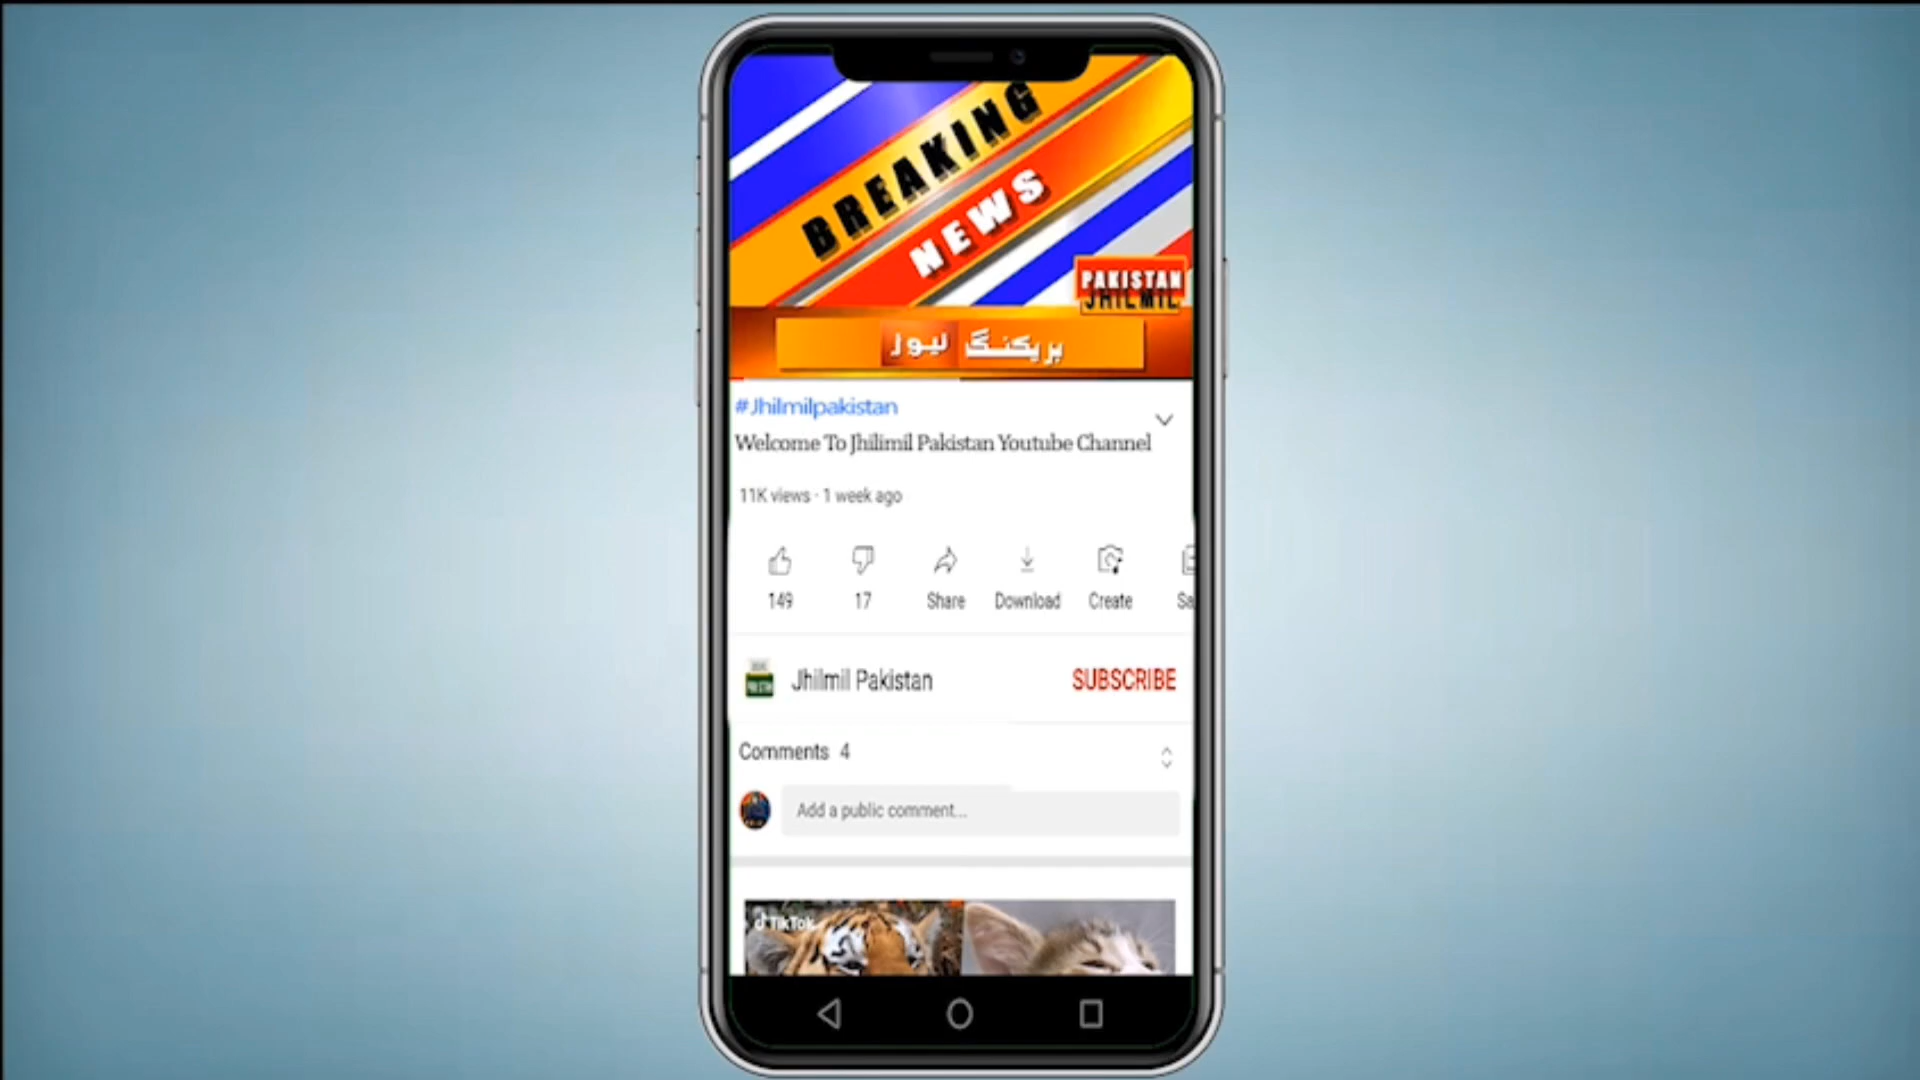 BREAKING
NEWS
PAKISTAN
JHILMIL
بریکنگ نیوز
#Jhilmilpakistan
Welcome To Jhilimil Pakistan Youtube Channel
11K views · 1 week ago
149
17
Share
Download
Create
Sa
Jhilmil Pakistan
SUBSCRIBE
Comments 4
Add a public comment...
TikTok